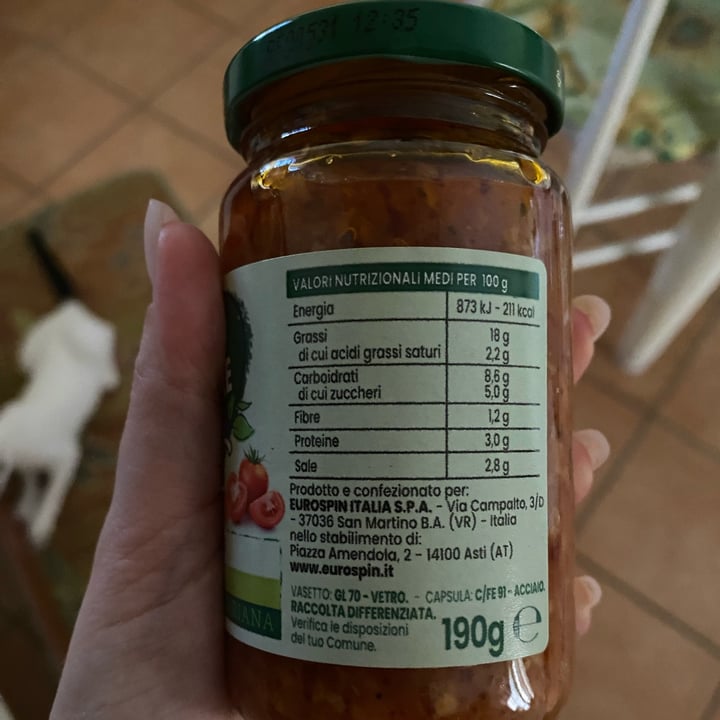 12:35
VALORI NUTRIZIONALI MEDI PER 100 g
Energia 873 kJ - 211 kcal
Grassi 18 g
di cui acidi grassi saturi 2,2 g
Carboidrati 8,6 g
di cui zuccheri 5,0 g
Fibre 1,2 g
Proteine 3,0 g
Sale 2,8 g
Prodotto e confezionato per:
EUROSPIN ITALIA S.P.A. - Via Campalto, 3/D
- 37036 San Martino B.A. (VR) - Italia
nello stabilimento di:
Piazza Amendola, 2 - 14100 Asti (AT)
www.eurospin.it
VASETTO: GL 70 - VETRO. - CAPSULA: C/FE 91 - ACCIAIO.
RACCOLTA DIFFERENZIATA.
Verifica le disposizioni
del tuo Comune.
190g e